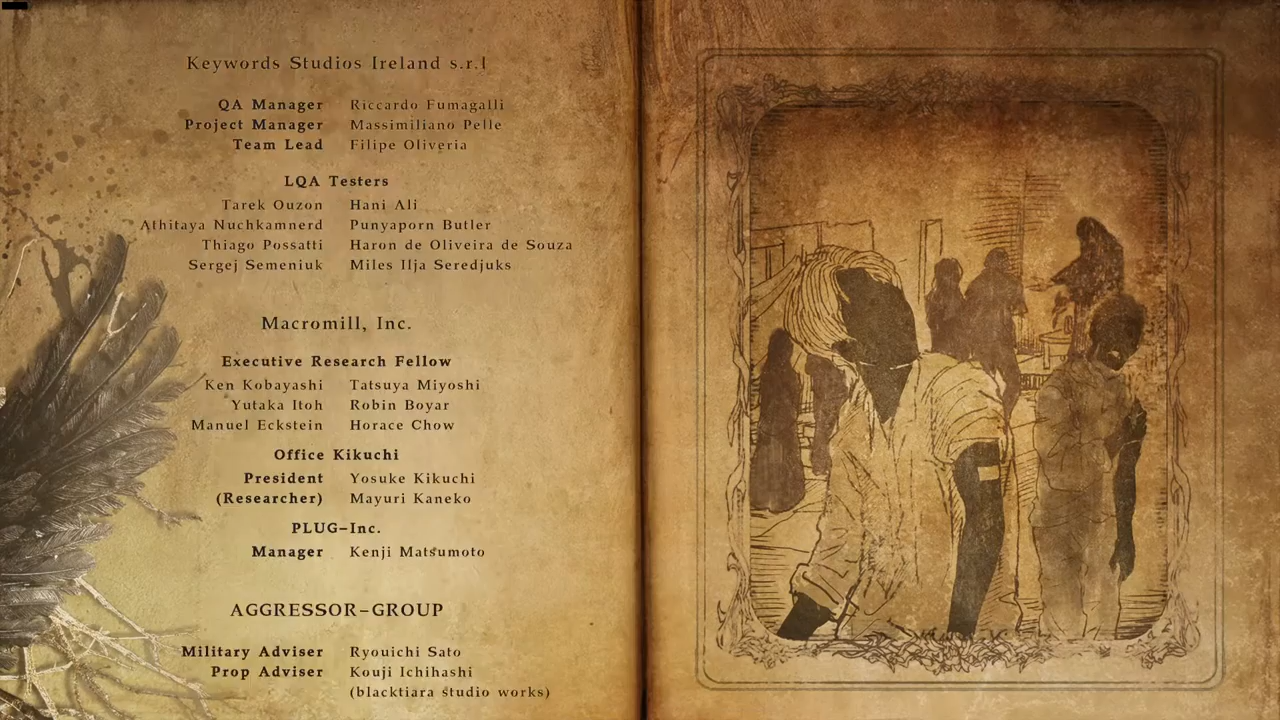 Keywords Studios Ireland s.r.l
QA Manager Riccardo Fumagalli
Project Manager Massimiliano Pelle
Team Lead Filipe Oliveria
LQA Testers
Tarek Ouzon Hani Ali
Athitaya Nuchkamnerd Punyaporn Butler
Thiago Possatti Haron de Oliveira de Souza
Sergej Semeniuk Miles Ilja Seredjuks
Macromill, Inc.
Executive Research Fellow
Ken Kobayashi Tatsuya Miyoshi
Yutaka Itoh Robin Boyar
Manuel Eckstein Horace Chow
Office Kikuchi
President Yosuke Kikuchi
(Researcher) Mayuri Kaneko
PLUG-Inc.
Manager Kenji Matsumoto
AGGRESSOR-GROUP
Military Adviser Ryouichi Sato
Prop Adviser Kouji Ichihashi
(blacktiara studio works)